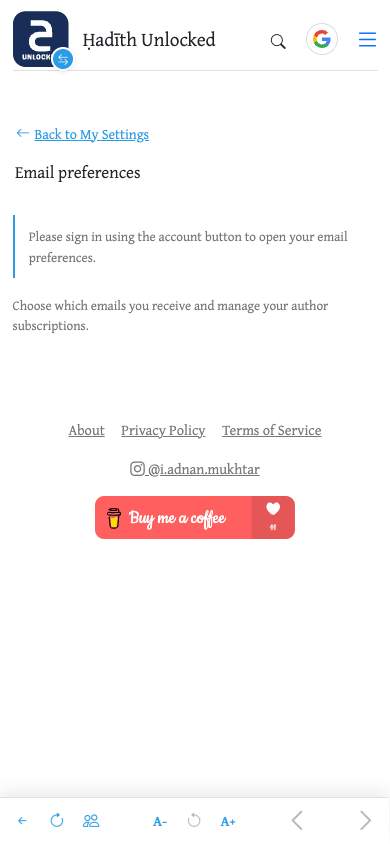 UNLOCK
Ḥadīth Unlocked
Back to My Settings
Email preferences
Please sign in using the account button to open your email
preferences.
Choose which emails you receive and manage your author
subscriptions.
About Privacy Policy Terms of Service
@i.adnan.mukhtar
Buy me a coffee
A- A+